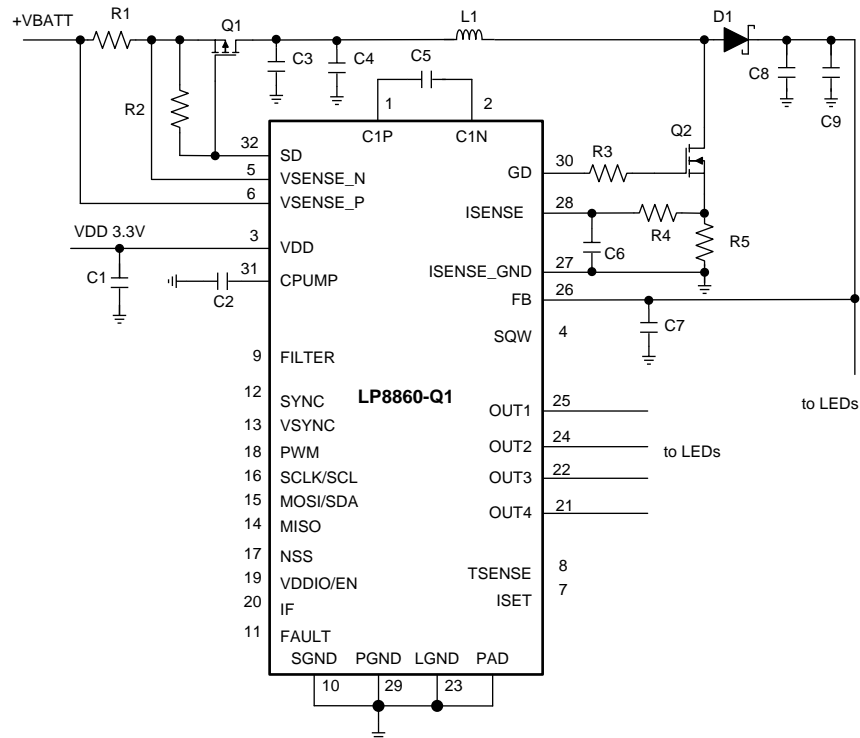 +VBATT
R1
Q1
L1
D1
C3
C4
C5
C8
C9
R2
1
2
C1P
C1N
Q2
32
SD
5
VSENSE_N
6
VSENSE_P
GD
30
R3
ISENSE
28
R4
R5
VDD 3.3V
3
VDD
C6
31
CPUMP
C1
C2
ISENSE_GND
27
FB
26
C7
SQW
4
9
FILTER
LP8860-Q1
12
SYNC
13
VSYNC
18
PWM
16
SCLK/SCL
15
MOSI/SDA
14
MISO
17
NSS
19
VDDIO/EN
20
IF
11
FAULT
OUT1
25
OUT2
24
OUT3
22
OUT4
21
to LEDs
to LEDs
TSENSE
8
ISET
7
SGND
PGND
LGND
PAD
10
29
23